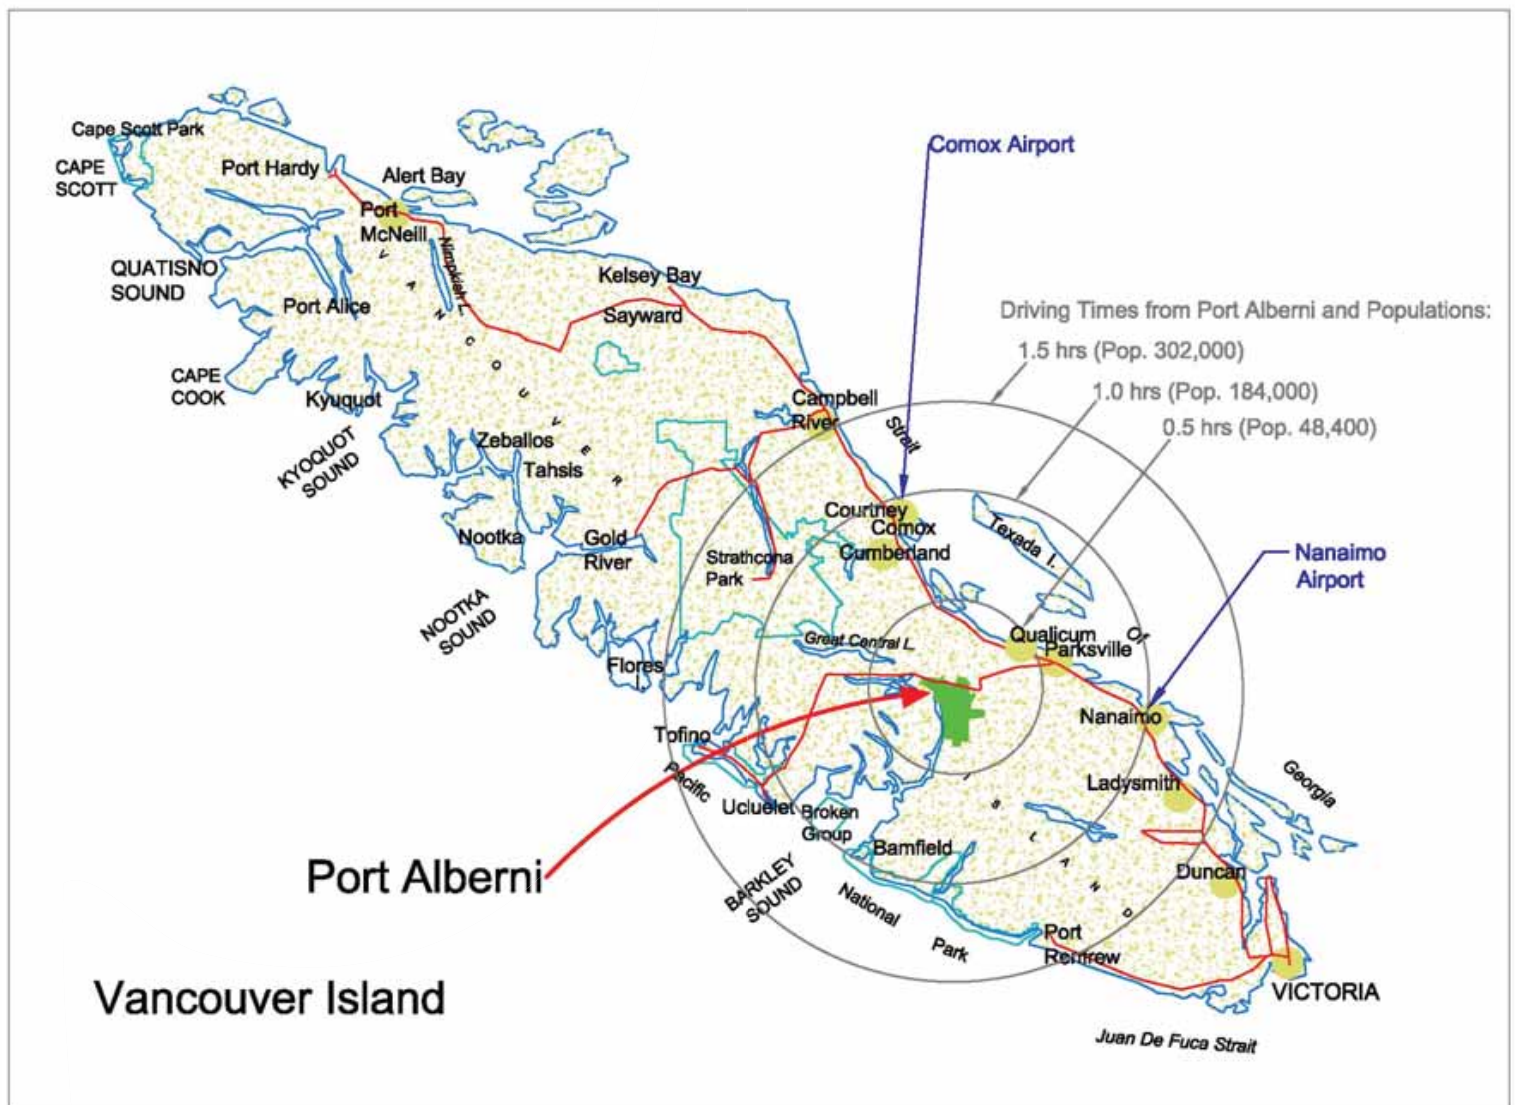 Cape Scott Park
CAPE
SCOTT
Port Hardy
Alert Bay
Port
McNeill
Nimpkish L.
QUATISNO
SOUND
Port Alice
Kelsey Bay
Sayward
CAPE
COOK
Kyuquot
KYOQUOT
SOUND
Zeballos
Tahsis
Nootka
NOOTKA
SOUND
Gold
River
Campbell
River
Comox Airport
Driving Times from Port Alberni and Populations:
1.5 hrs (Pop. 302,000)
1.0 hrs (Pop. 184,000)
0.5 hrs (Pop. 48,400)
Strait
Of
Georgia
Courtney
Comox
Cumberland
Texada I.
Strathcona
Park
Great Central L.
Flores
I.
Qualicum
Parksville
Nanaimo
Airport
Nanaimo
Ladysmith
Duncan
Tofino
Pacific
Ucluelet
Broken
Group
Bamfield
BARKLEY
SOUND
National
Park
Port
Renfrew
VICTORIA
Juan De Fuca Strait
VANCOUVER
ISLAND
Port Alberni
Vancouver Island